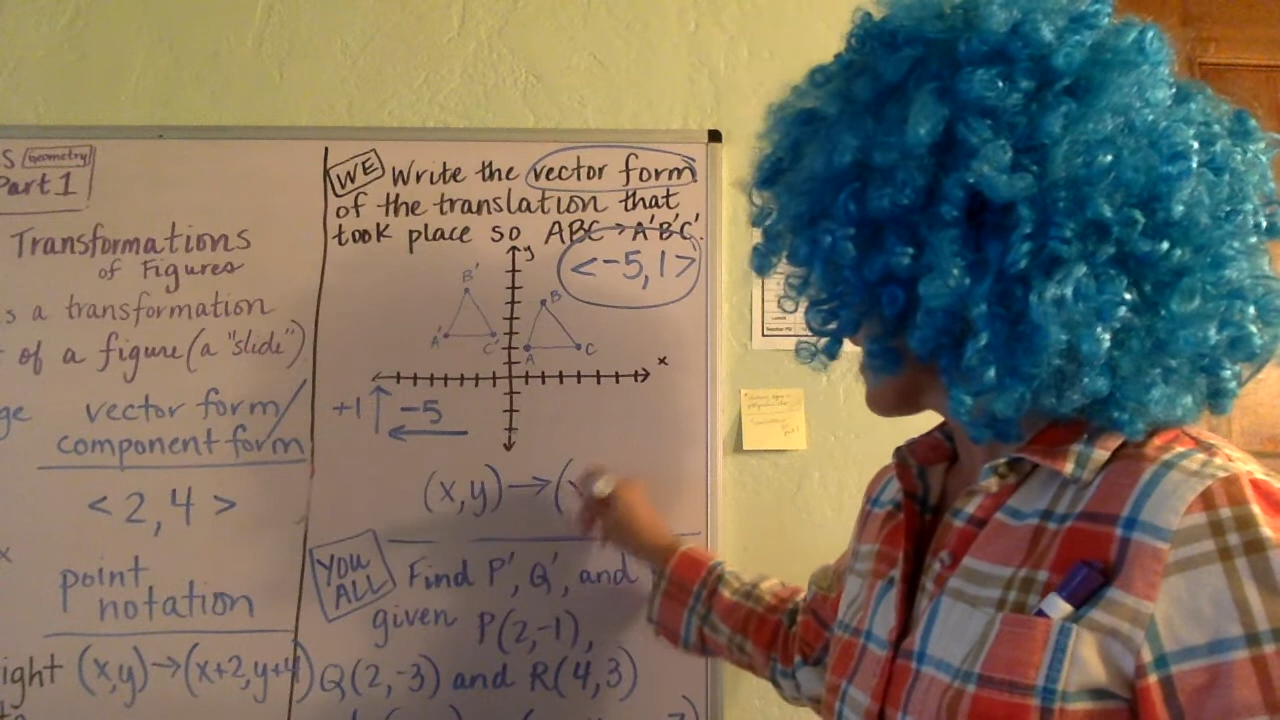 s Geometry
Part 1
Transformations
of Figures
s a transformation
of a figure (a "slide")
ge vector form/
component form
<2,4>
x
point
notation
ight (x,y)→(x+2,y+4)
WE Write the vector form
of the translation that
took place so ABC→A'B'C'.
<-5,1>
y
B'
B
A'
C'
A
C
x
+1
-5
(x,y)→(
YOU
ALL
Find P', Q', and
given P(2,-1),
Q(2,-3) and R(4,3)